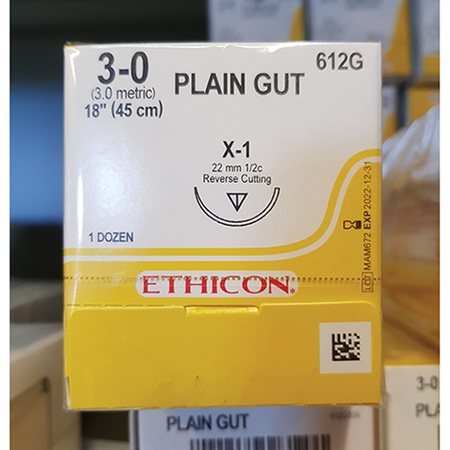 3-0
(3.0 metric)
18" (45 cm)
PLAIN GUT
612G
X-1
22 mm 1/2c
Reverse Cutting
1 DOZEN
LOT MAM672 EXP 2022-12-31
ETHICON
PLAIN GUT
3-0
PLA